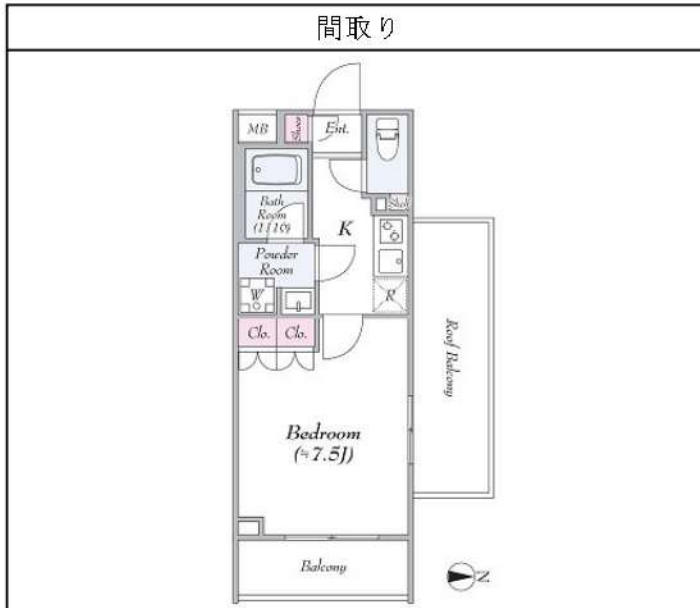 間取り
MB
Shoes
Ent.
Bath
Room
(1116)
Shelf
K
Powder
Room
W
R
Clo.
Clo.
Roof Balcony
Bedroom
(≒7.5J)
Balcony
N